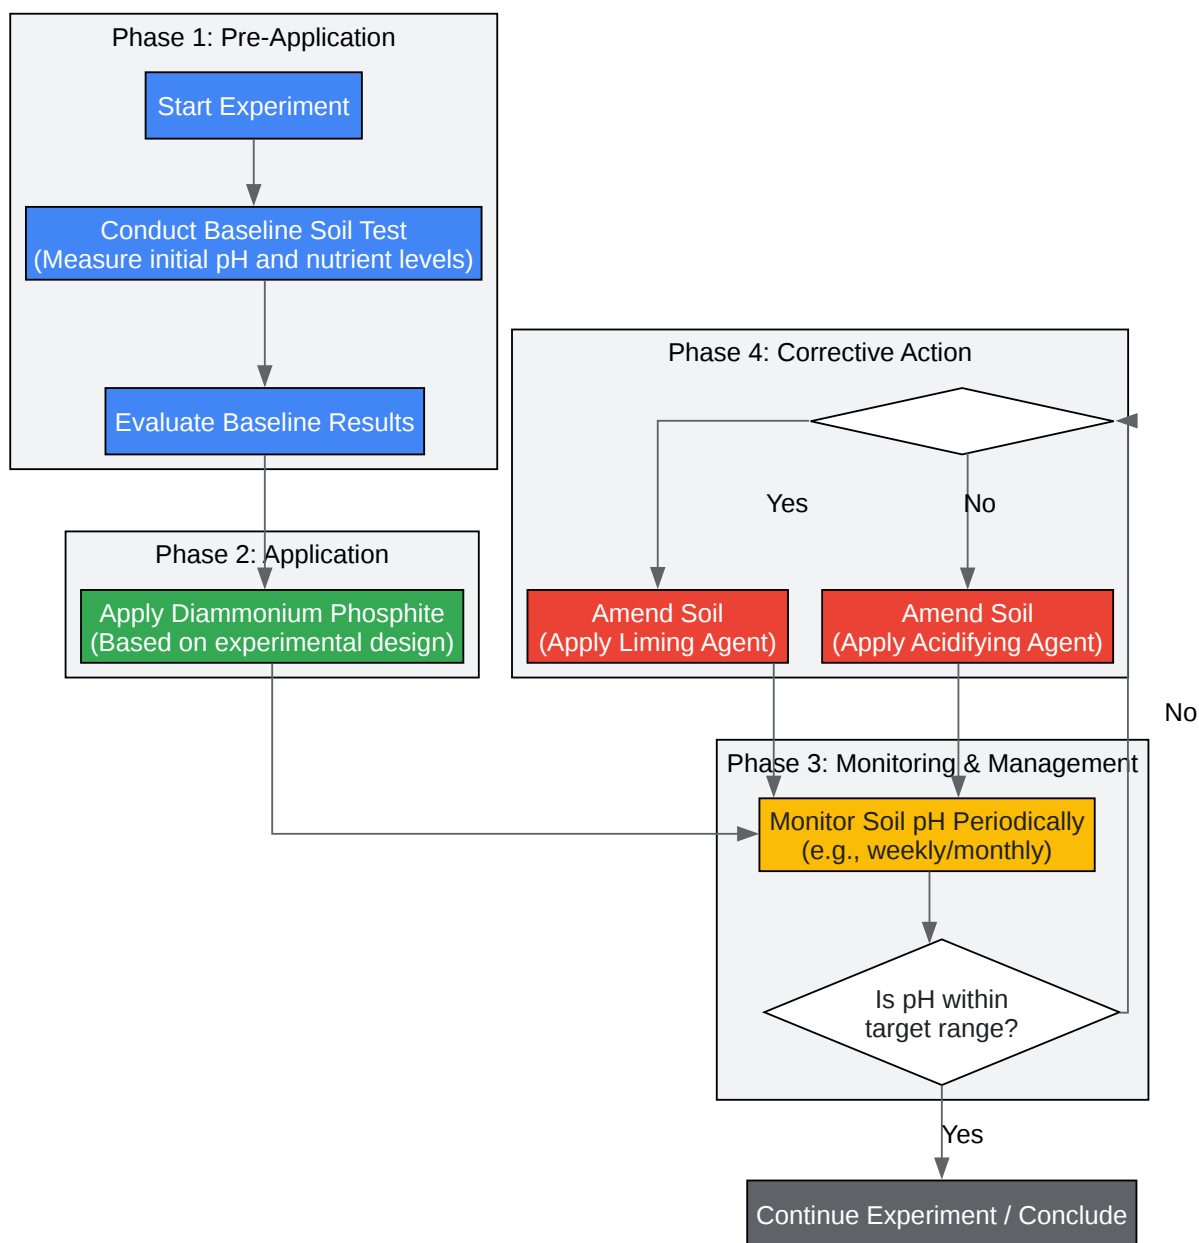 Phase 1: Pre-Application
Start Experiment
Conduct Baseline Soil Test
(Measure initial pH and nutrient levels)
Evaluate Baseline Results
Phase 2: Application
Apply Diammonium Phosphite
(Based on experimental design)
Phase 4: Corrective Action
Yes
No
Amend Soil
(Apply Liming Agent)
Amend Soil
(Apply Acidifying Agent)
No
Phase 3: Monitoring & Management
Monitor Soil pH Periodically
(e.g., weekly/monthly)
Is pH within
target range?
Yes
Continue Experiment / Conclude